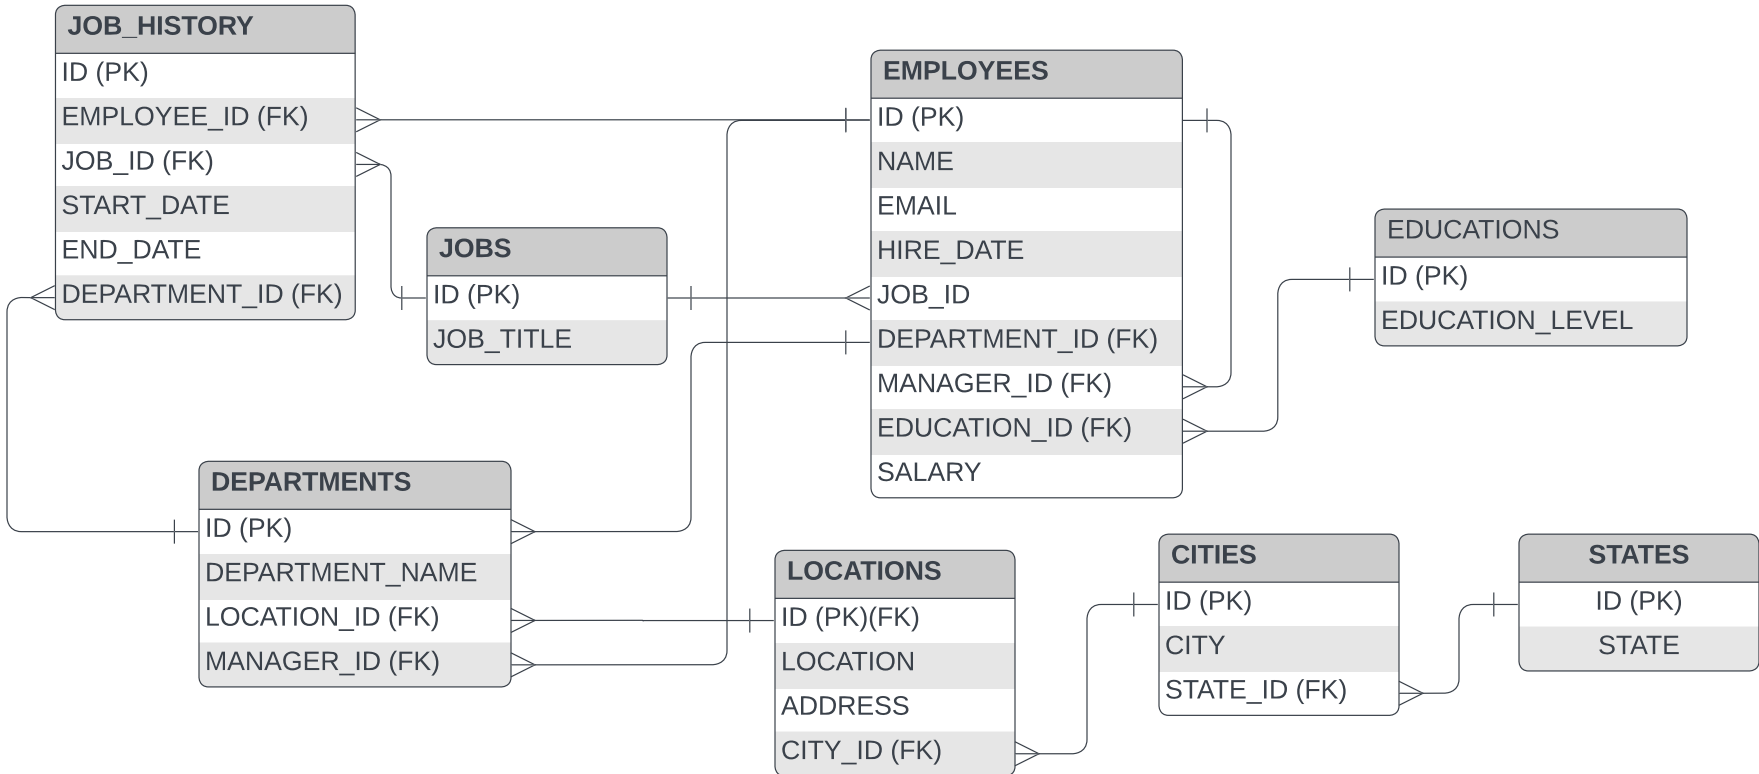 JOB_HISTORY
ID (PK)
EMPLOYEE_ID (FK)
JOB_ID (FK)
START_DATE
END_DATE
DEPARTMENT_ID (FK)
JOBS
ID (PK)
JOB_TITLE
EMPLOYEES
ID (PK)
NAME
EMAIL
HIRE_DATE
JOB_ID
DEPARTMENT_ID (FK)
MANAGER_ID (FK)
EDUCATION_ID (FK)
SALARY
EDUCATIONS
ID (PK)
EDUCATION_LEVEL
DEPARTMENTS
ID (PK)
DEPARTMENT_NAME
LOCATION_ID (FK)
MANAGER_ID (FK)
LOCATIONS
ID (PK)(FK)
LOCATION
ADDRESS
CITY_ID (FK)
CITIES
ID (PK)
CITY
STATE_ID (FK)
STATES
ID (PK)
STATE